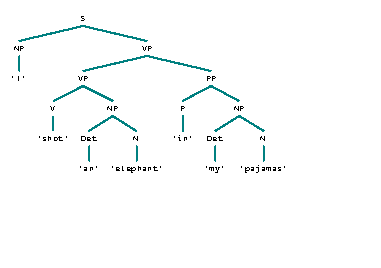 S
NP VP
'I' VP PP
V NP P NP
'shot' Det N 'in' Det N
'an' 'elephant' 'my' 'pajamas'